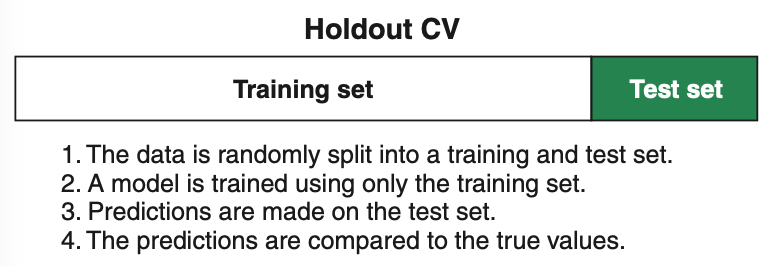 Holdout CV
Training set
Test set
1. The data is randomly split into a training and test set.
2. A model is trained using only the training set.
3. Predictions are made on the test set.
4. The predictions are compared to the true values.